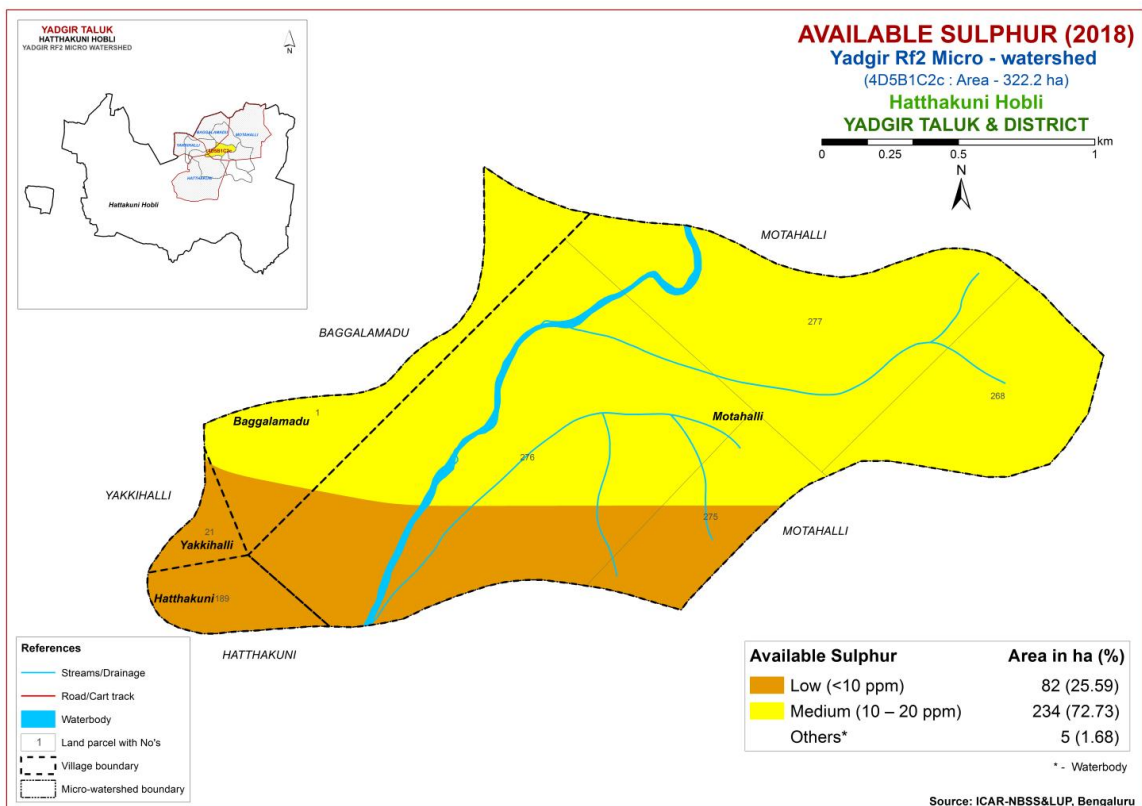 YADGIR TALUK
HATTHAKUNI HOBLI
YADGIR RF2 MICRO WATERSHED
N
BAGGALAMADU
MOTAHALLI
YAKKIHALLI
4D5B1C2c
HATTHAKUNI
Hattakuni Hobli
AVAILABLE SULPHUR (2018)
Yadgir Rf2 Micro - watershed
(4D5B1C2c : Area - 322.2 ha)
Hatthakuni Hobli
YADGIR TALUK & DISTRICT
km
0 0.25 0.5 1
N
MOTAHALLI
BAGGALAMADU
277
268
Baggalamadu 1
Motahalli
276
YAKKIHALLI
275
MOTAHALLI
21
Yakkihalli
Hatthakuni 189
HATTHAKUNI
References
Streams/Drainage
Road/Cart track
Waterbody
1 Land parcel with No's
Village boundary
Micro-watershed boundary
Available Sulphur Area in ha (%)
Low (<10 ppm) 82 (25.59)
Medium (10 – 20 ppm) 234 (72.73)
Others* 5 (1.68)
* - Waterbody
Source: ICAR-NBSS&LUP, Bengaluru